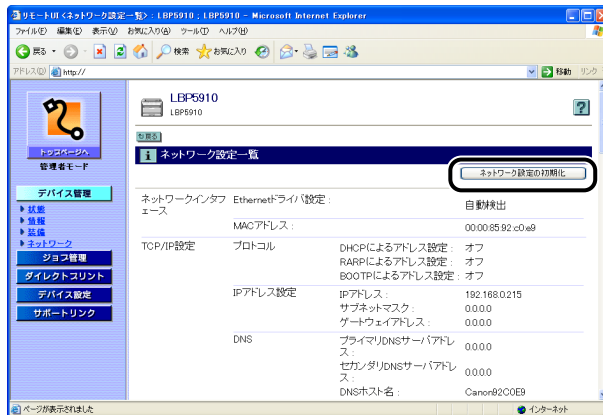 リモートUI <ネットワーク設定一覧> : LBP5910 ; LBP5910 - Microsoft Internet Explorer
ファイル(F) 編集(E) 表示(V) お気に入り(A) ツール(T) ヘルプ(H)
戻る 検索 お気に入り
アドレス(D) http:// 移動 リンク
LBP5910
LBP5910
戻る
トップページへ
管理者モード
ネットワーク設定一覧
ネットワーク設定の初期化
デバイス管理
状態
情報
装備
ネットワーク
ジョブ管理
ダイレクトプリント
デバイス設定
サポートリンク
ネットワークインタフェース Ethernetドライバ設定 : 自動検出
MACアドレス : 00:00:85:92:c0:e9
TCP/IP設定 プロトコル DHCPによるアドレス設定 : オフ
RARPによるアドレス設定 : オフ
BOOTPによるアドレス設定 : オフ
IPアドレス設定 IPアドレス : 192.168.0.215
サブネットマスク : 0.0.0.0
ゲートウェイアドレス : 0.0.0.0
DNS プライマリDNSサーバアドレス : 0.0.0.0
セカンダリDNSサーバアドレス : 0.0.0.0
DNSホスト名 : Canon92C0E9
ページが表示されました インターネット